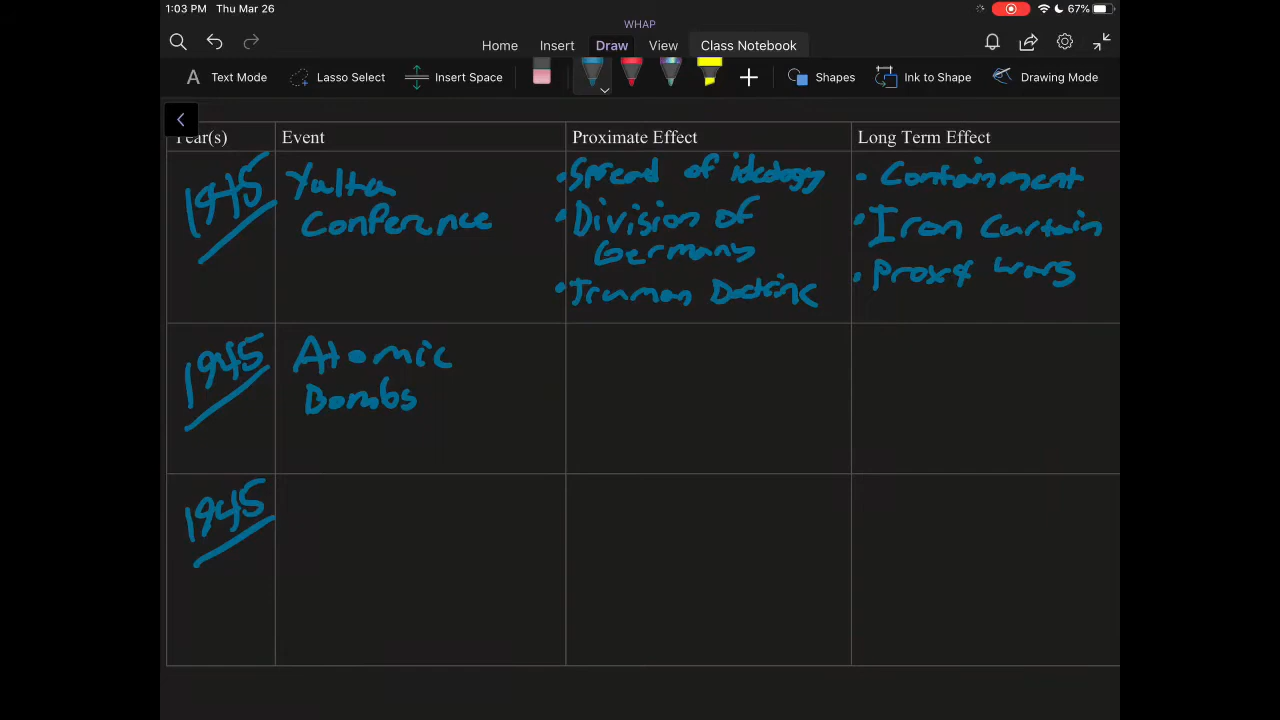 1:03 PM Thu Mar 26
67%
WHAP
Home Insert Draw View Class Notebook
Text Mode Lasso Select Insert Space Shapes Ink to Shape Drawing Mode
Year(s) Event Proximate Effect Long Term Effect
1945 Yalta
Conference
• Spread of ideology
• Division of
Germany
• Truman Doctrine
• Containment
• Iron Curtain
• Proxy Wars
1945 Atomic
Bombs
1945